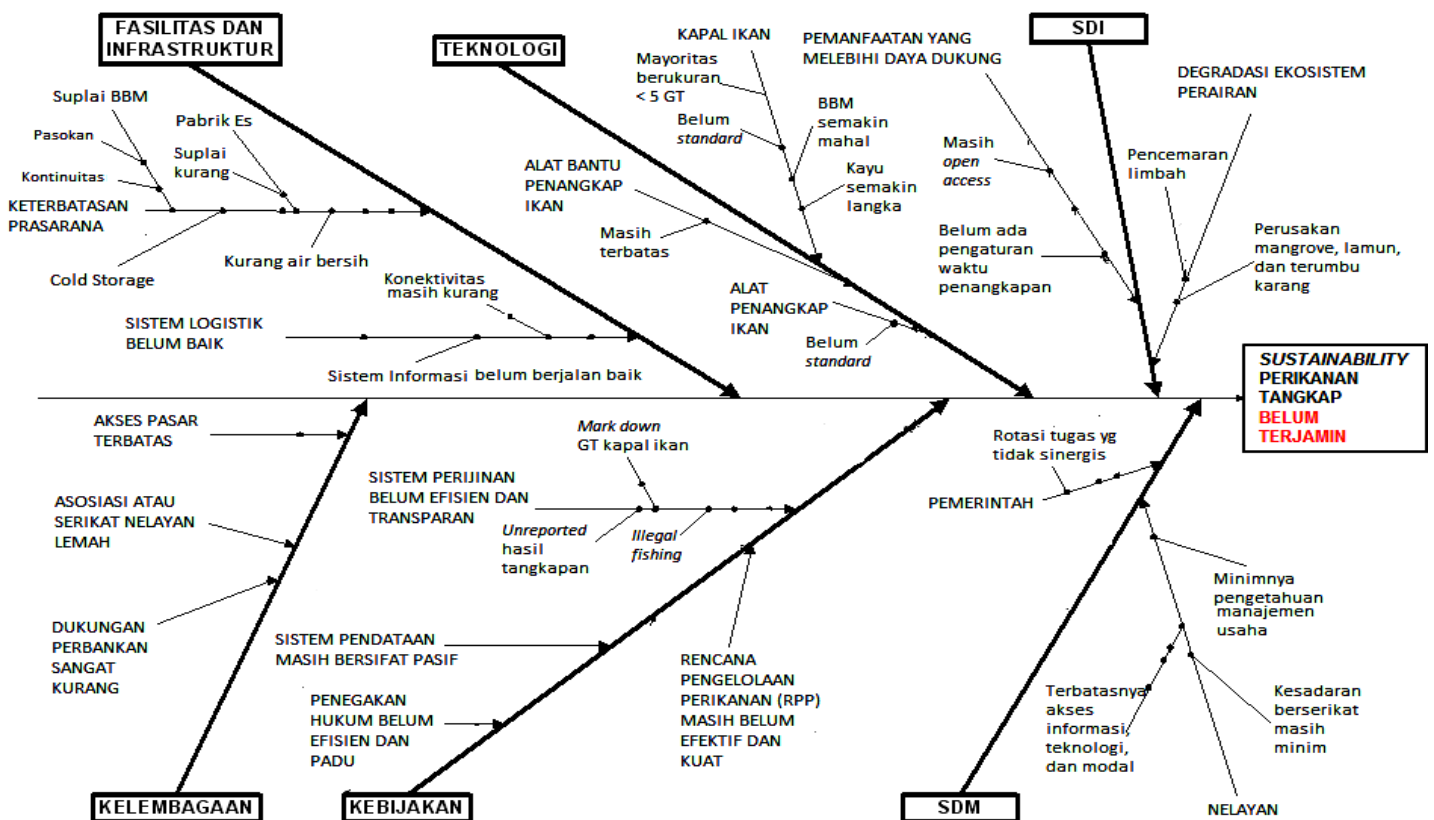 FASILITAS DAN
INFRASTRUKTUR
TEKNOLOGI
SDI
KAPAL IKAN
Mayoritas
berukuran
< 5 GT
Belum
standard
BBM
semakin
mahal
Kayu
semakin
langka
PEMANFAATAN YANG
MELEBIHI DAYA DUKUNG
Masih
open
access
Belum ada
pengaturan
waktu
penangkapan
DEGRADASI EKOSISTEM
PERAIRAN
Pencemaran
limbah
Perusakan
mangrove, lamun,
dan terumbu
karang
Suplai BBM
Pasokan
Kontinuitas
Pabrik Es
Suplai
kurang
KETERBATASAN
PRASARANA
Cold Storage
Kurang air bersih
ALAT BANTU
PENANGKAP
IKAN
Masih
terbatas
ALAT
PENANGKAP
IKAN
Belum
standard
Konektivitas
masih kurang
SISTEM LOGISTIK
BELUM BAIK
Sistem Informasi belum berjalan baik
SUSTAINABILITY
PERIKANAN
TANGKAP
BELUM
TERJAMIN
AKSES PASAR
TERBATAS
ASOSIASI ATAU
SERIKAT NELAYAN
LEMAH
DUKUNGAN
PERBANKAN
SANGAT
KURANG
Mark down
GT kapal ikan
SISTEM PERIJINAN
BELUM EFISIEN DAN
TRANSPARAN
Unreported
hasil
tangkapan
Illegal
fishing
SISTEM PENDATAAN
MASIH BERSIFAT PASIF
PENEGAKAN
HUKUM BELUM
EFISIEN DAN
PADU
RENCANA
PENGELOLAAN
PERIKANAN (RPP)
MASIH BELUM
EFEKTIF DAN
KUAT
Rotasi tugas yg
tidak sinergis
PEMERINTAH
Minimnya
pengetahuan
manajemen
usaha
Terbatasnya
akses
informasi,
teknologi,
dan modal
Kesadaran
berserikat
masih
minim
NELAYAN
KELEMBAGAAN
KEBIJAKAN
SDM